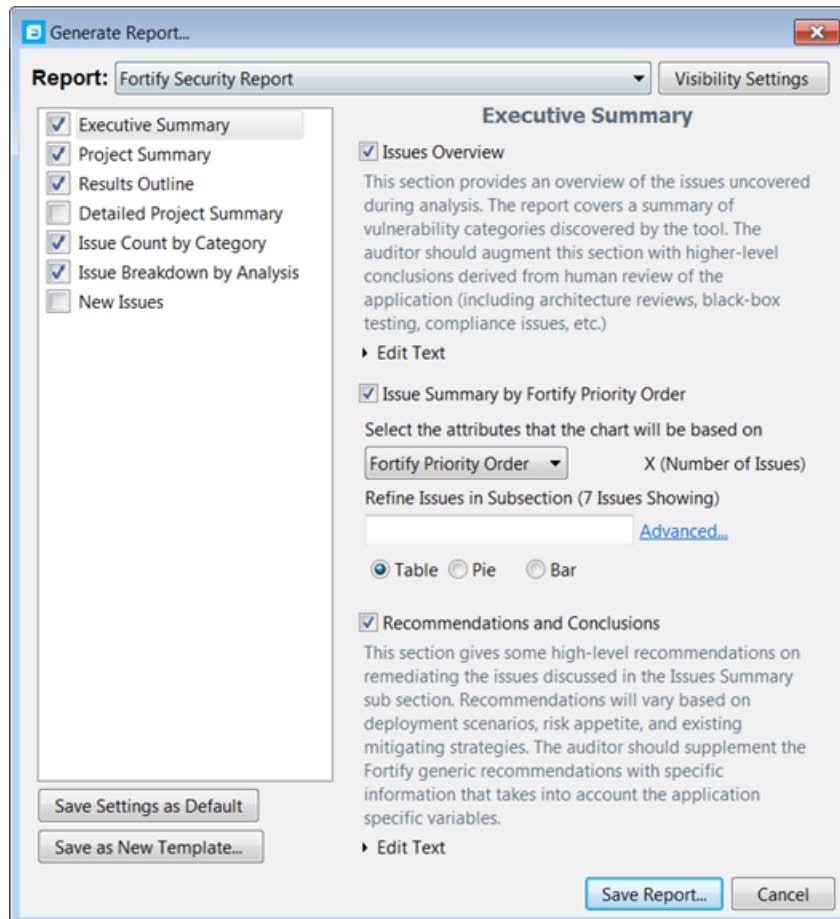 Generate Report...
Report: Fortify Security Report
Visibility Settings
Executive Summary
Project Summary
Results Outline
Detailed Project Summary
Issue Count by Category
Issue Breakdown by Analysis
New Issues
Save Settings as Default
Save as New Template...
Executive Summary
Issues Overview
This section provides an overview of the issues uncovered
during analysis. The report covers a summary of
vulnerability categories discovered by the tool. The
auditor should augment this section with higher-level
conclusions derived from human review of the
application (including architecture reviews, black-box
testing, compliance issues, etc.)
Edit Text
Issue Summary by Fortify Priority Order
Select the attributes that the chart will be based on
Fortify Priority Order X (Number of Issues)
Refine Issues in Subsection (7 Issues Showing)
Advanced...
Table Pie Bar
Recommendations and Conclusions
This section gives some high-level recommendations on
remediating the issues discussed in the Issues Summary
sub section. Recommendations will vary based on
deployment scenarios, risk appetite, and existing
mitigating strategies. The auditor should supplement the
Fortify generic recommendations with specific
information that takes into account the application
specific variables.
Edit Text
Save Report... Cancel